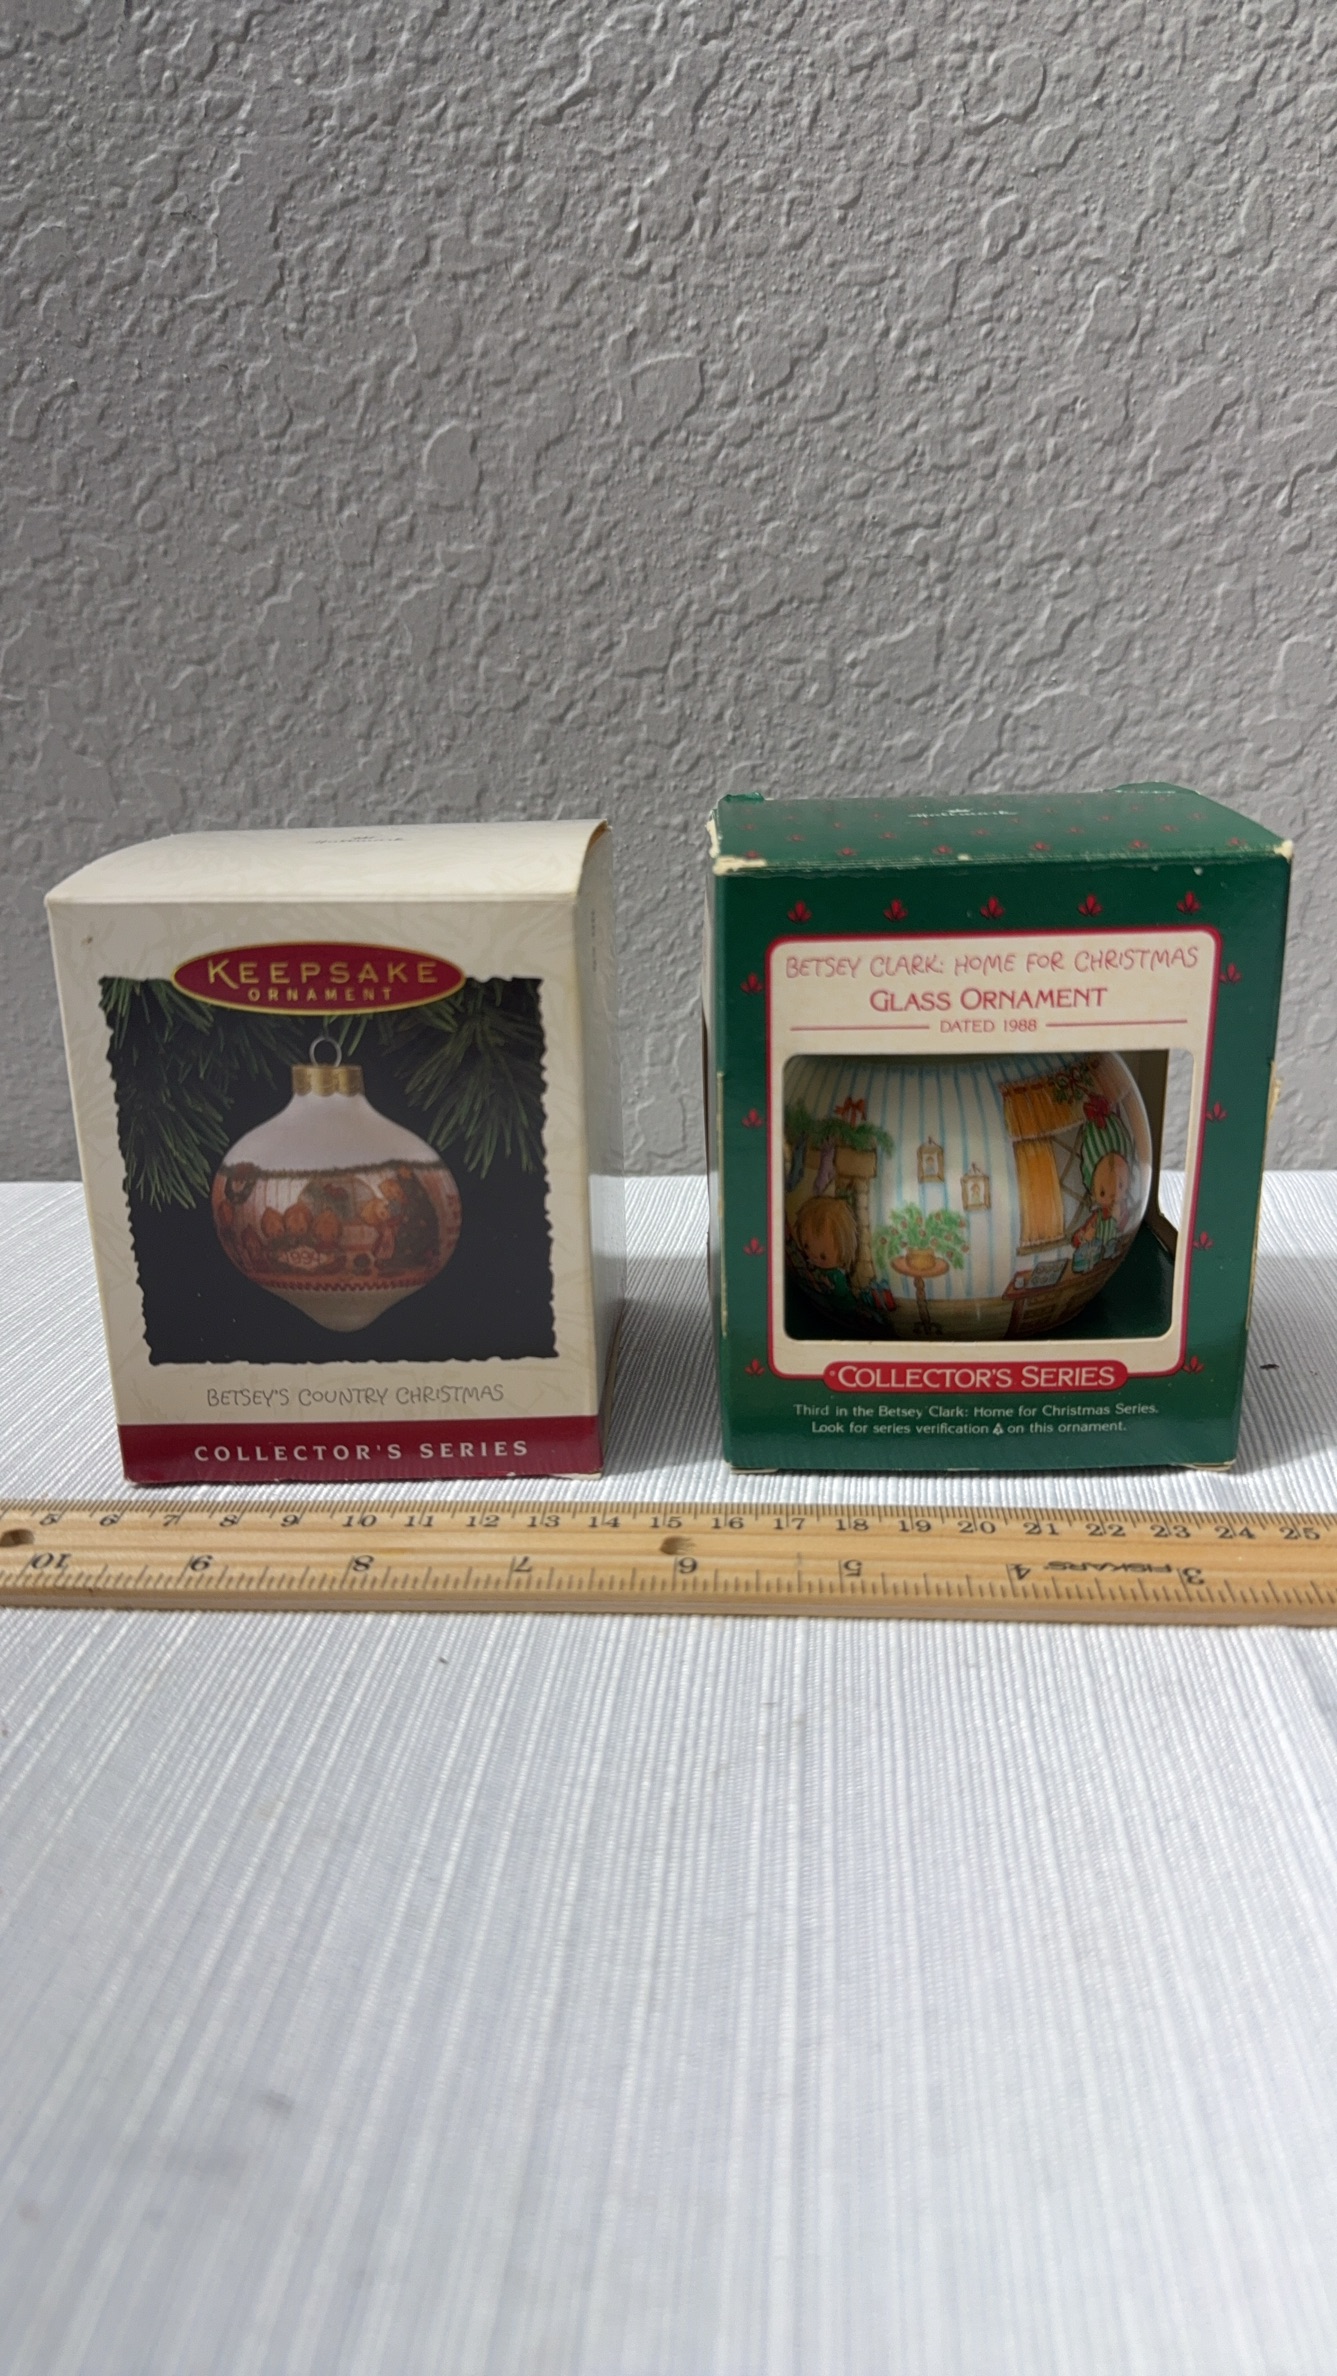 Hallmark
KEEPSAKE
ORNAMENT
1994
BETSEY'S COUNTRY CHRISTMAS
COLLECTOR'S SERIES
Hallmark
BETSEY CLARK: HOME FOR CHRISTMAS
GLASS ORNAMENT
DATED 1988
COLLECTOR'S SERIES
Third in the Betsey Clark: Home for Christmas Series.
Look for series verification on this ornament.
5 6 7 8 9 10 11 12 13 14 15 16 17 18 19 20 21 22 23 24 25
10 9 8 7 6 5 4 FISKARS 3